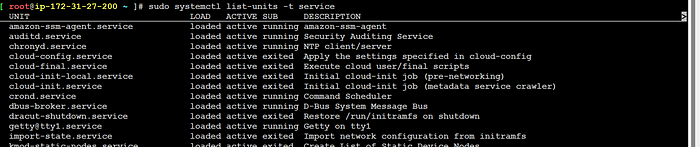 [ root@ip-172-31-27-200 ~ ]# sudo systemctl list-units -t service
UNIT LOAD ACTIVE SUB DESCRIPTION >
amazon-ssm-agent.service loaded active running amazon-ssm-agent
auditd.service loaded active running Security Auditing Service
chronyd.service loaded active running NTP client/server
cloud-config.service loaded active exited Apply the settings specified in cloud-config
cloud-final.service loaded active exited Execute cloud user/final scripts
cloud-init-local.service loaded active exited Initial cloud-init job (pre-networking)
cloud-init.service loaded active exited Initial cloud-init job (metadata service crawler)
crond.service loaded active running Command Scheduler
dbus-broker.service loaded active running D-Bus System Message Bus
dracut-shutdown.service loaded active exited Restore /run/initramfs on shutdown
getty@tty1.service loaded active running Getty on tty1
import-state.service loaded active exited Import network configuration from initramfs
kmod-static-nodes.service loaded active exited Create List of Static Device Nodes